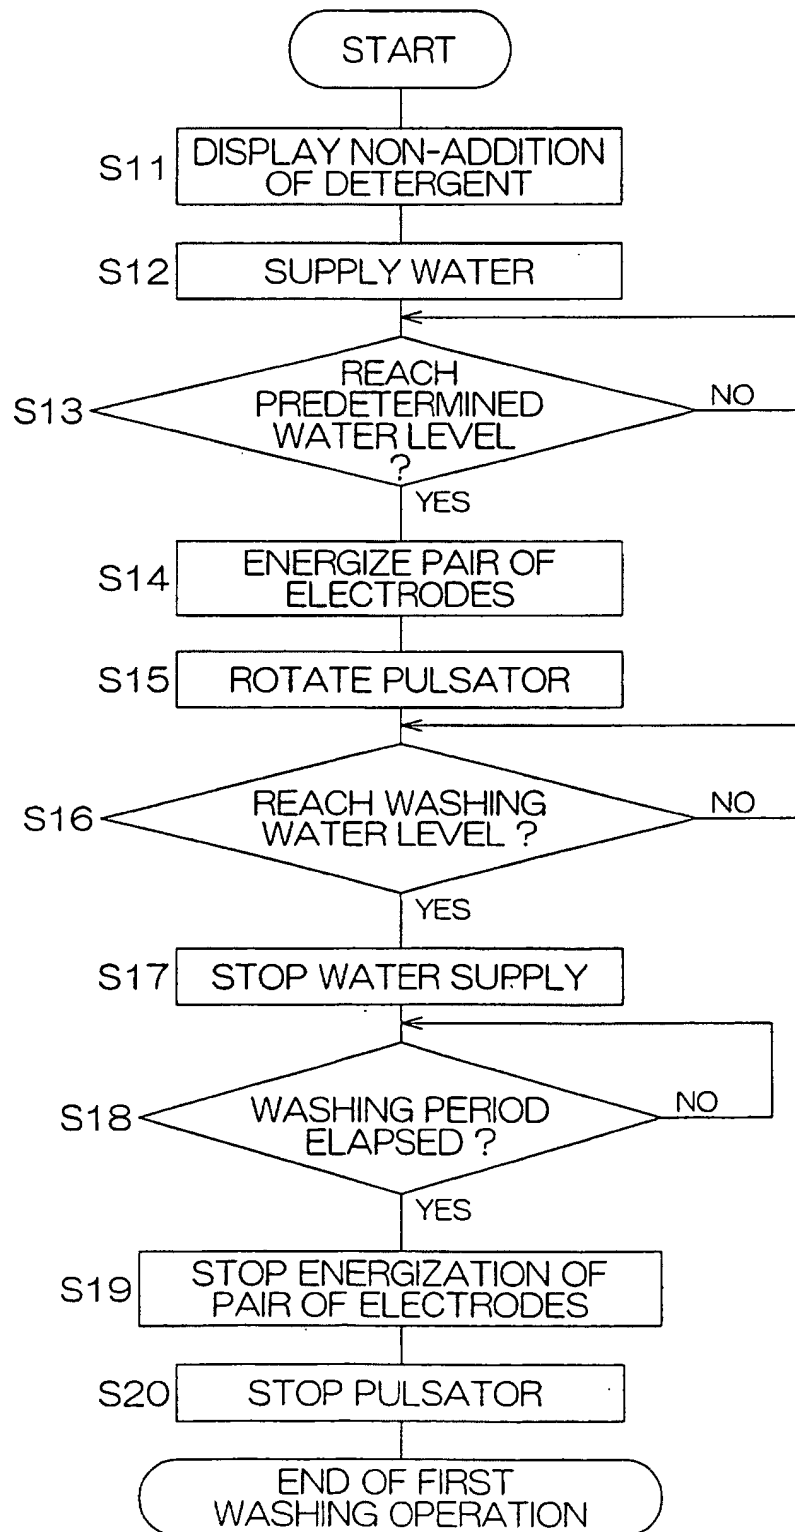 START
S11
DISPLAY NON-ADDITION
OF DETERGENT
S12
SUPPLY WATER
S13
REACH
PREDETERMINED
WATER LEVEL
?
NO
YES
S14
ENERGIZE PAIR OF
ELECTRODES
S15
ROTATE PULSATOR
S16
REACH WASHING
WATER LEVEL ?
NO
YES
S17
STOP WATER SUPPLY
S18
WASHING PERIOD
ELAPSED ?
NO
YES
S19
STOP ENERGIZATION OF
PAIR OF ELECTRODES
S20
STOP PULSATOR
END OF FIRST
WASHING OPERATION